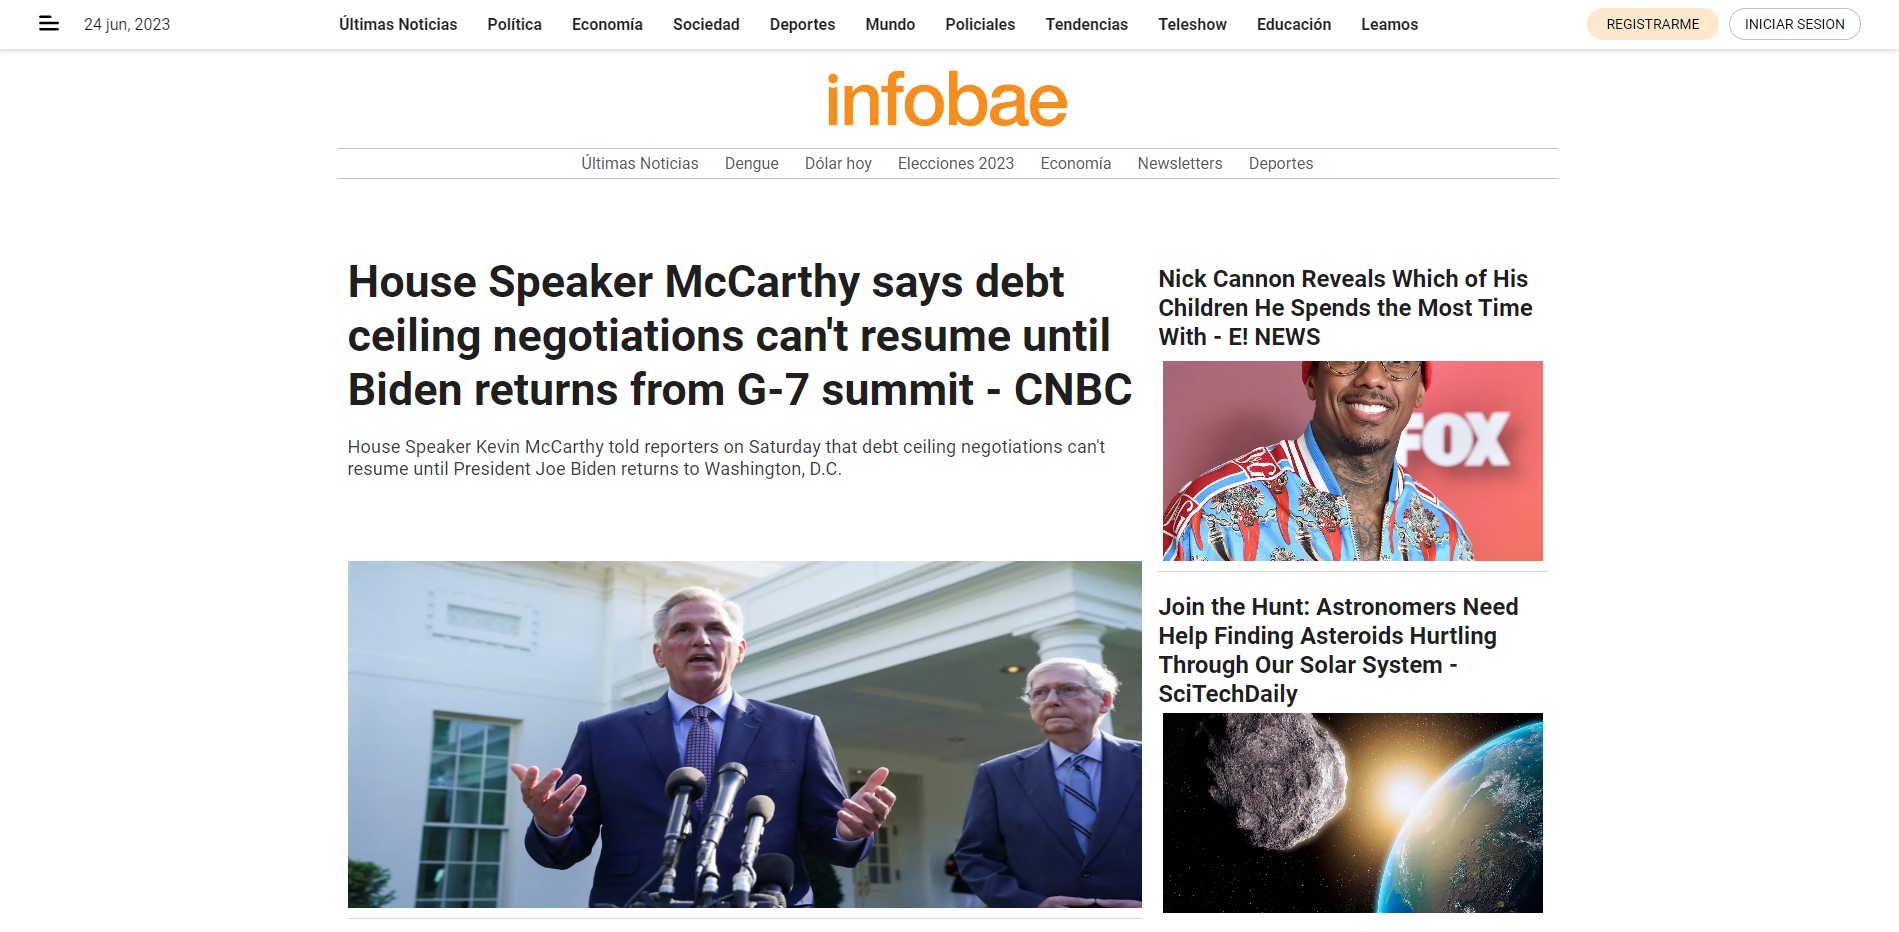 24 jun, 2023
Últimas Noticias Política Economía Sociedad Deportes Mundo Policiales Tendencias Teleshow Educación Leamos
REGISTRARME INICIAR SESION
infobae
Últimas Noticias Dengue Dólar hoy Elecciones 2023 Economía Newsletters Deportes
House Speaker McCarthy says debt
ceiling negotiations can't resume until
Biden returns from G-7 summit - CNBC
House Speaker Kevin McCarthy told reporters on Saturday that debt ceiling negotiations can't
resume until President Joe Biden returns to Washington, D.C.
Nick Cannon Reveals Which of His
Children He Spends the Most Time
With - E! NEWS
FOX
Join the Hunt: Astronomers Need
Help Finding Asteroids Hurtling
Through Our Solar System -
SciTechDaily